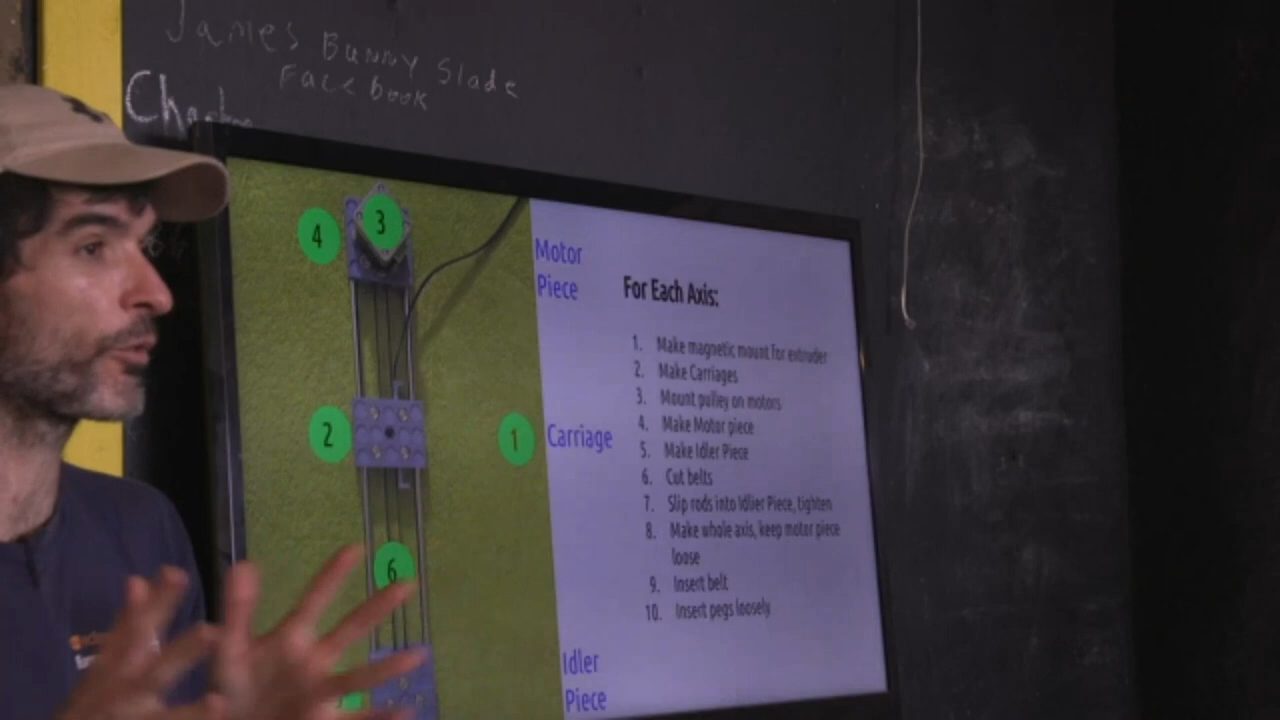 James Bunny Slade
Facebook
4
3
Motor
Piece
For Each Axis:
1. Make magnetic mount for extruder
2. Make Carriages
3. Mount pulley on motors
4. Make Motor piece
5. Make Idler Piece
6. Cut belts
7. Slip rods into Idlier Piece, tighten
8. Make whole axis, keep motor piece
loose
9. Insert belt
10. Insert pegs loosely
2
1
Carriage
6
Idler
Piece